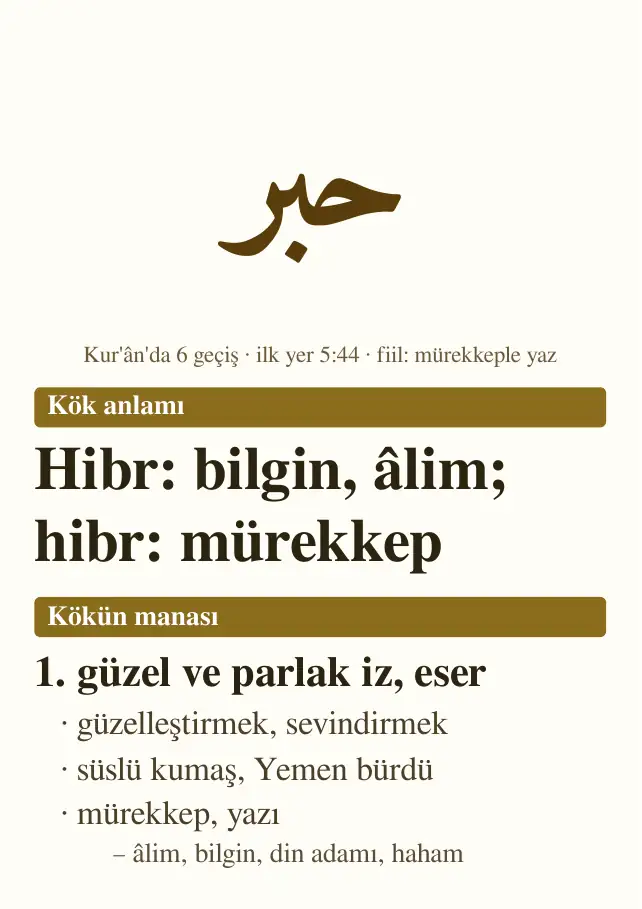 حبر
Kur'ân'da 6 geçiş · ilk yer 5:44 · fiil: mürekkeple yaz
Kök anlamı
Hibr: bilgin, âlim;
hibr: mürekkep
Kökün manası
1. güzel ve parlak iz, eser
· güzelleştirmek, sevindirmek
· süslü kumaş, Yemen bürdü
· mürekkep, yazı
– âlim, bilgin, din adamı, haham